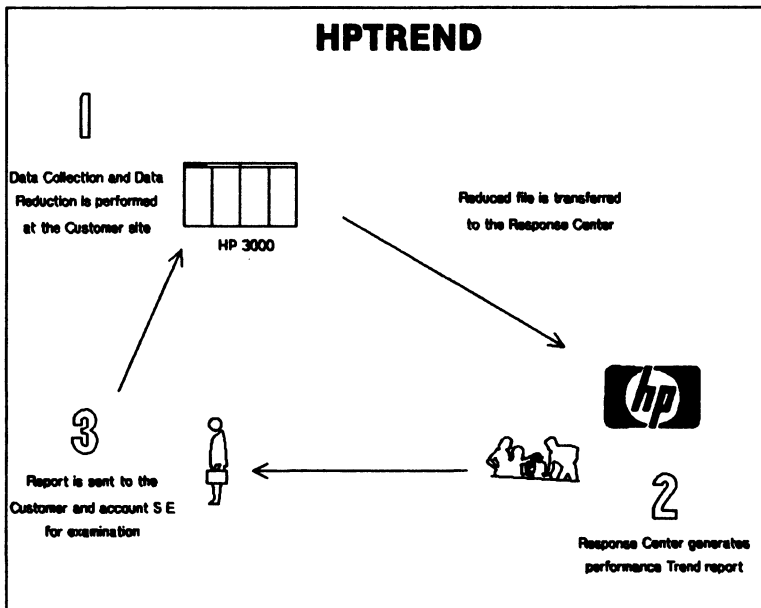 HPTREND
1
Data Collection and Data
Reduction is performed
at the Customer site
HP 3000
Reduced file is transferred
to the Response Center
hp
2
Response Center generates
performance Trend report
3
Report is sent to the
Customer and account S E
for examination